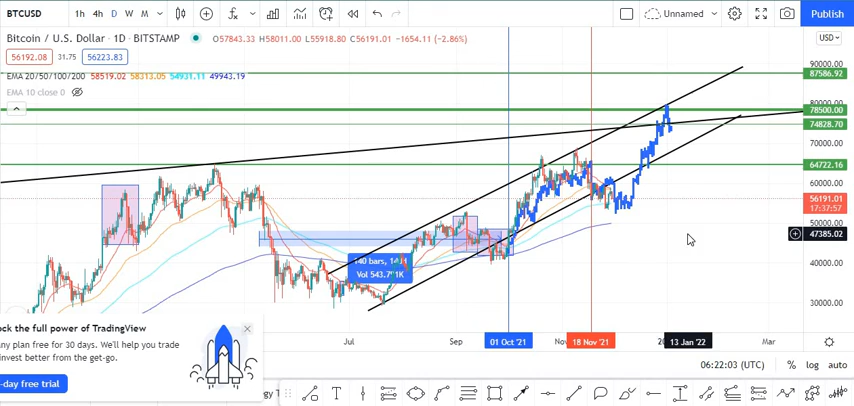 BTCUSD 1h 4h D W M Unnamed Publish
Bitcoin / U.S. Dollar · 1D · BITSTAMP O57843.33 H58011.00 L55918.80 C56191.01 −1654.11 (−2.86%) USD
56192.08 31.75 56223.83
EMA 20/50/100/200 58519.02 58313.05 54931.11 49943.19
EMA 10 close 0
90000.00
87586.92
80000.00
78500.00
74828.70
70000.00
64722.16
60000.00
56191.01
17:37:57
50000.00
47385.02
40000.00
30000.00
140 bars,
Vol
ock the full power of TradingView
any plan free for 30 days. We'll help you trade
invest better from the get-go.
-day free trial
Jul Sep 01 Oct '21 Nov 18 Nov '21 13 Jan '22 Mar
06:22:03 (UTC) % log auto